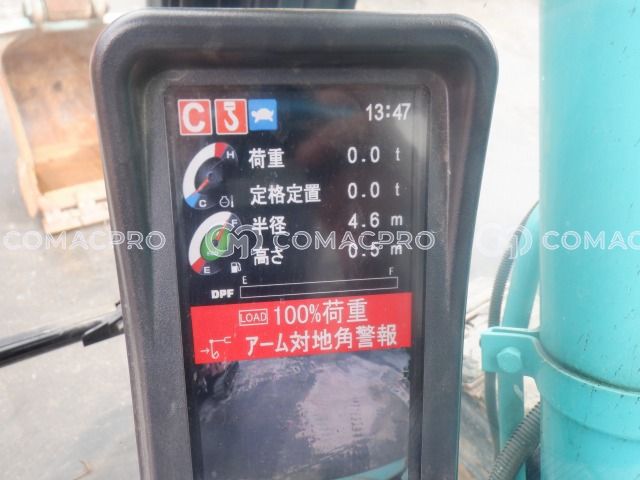 C 13:47
H
C
荷重 0.0 t
定格定置 0.0 t
F
半径 4.6 m
E
高さ 0.5 m
COMACPRO COMACPRO COMACPRO
E F
DPF
LOAD 100%荷重
アーム対地角警報